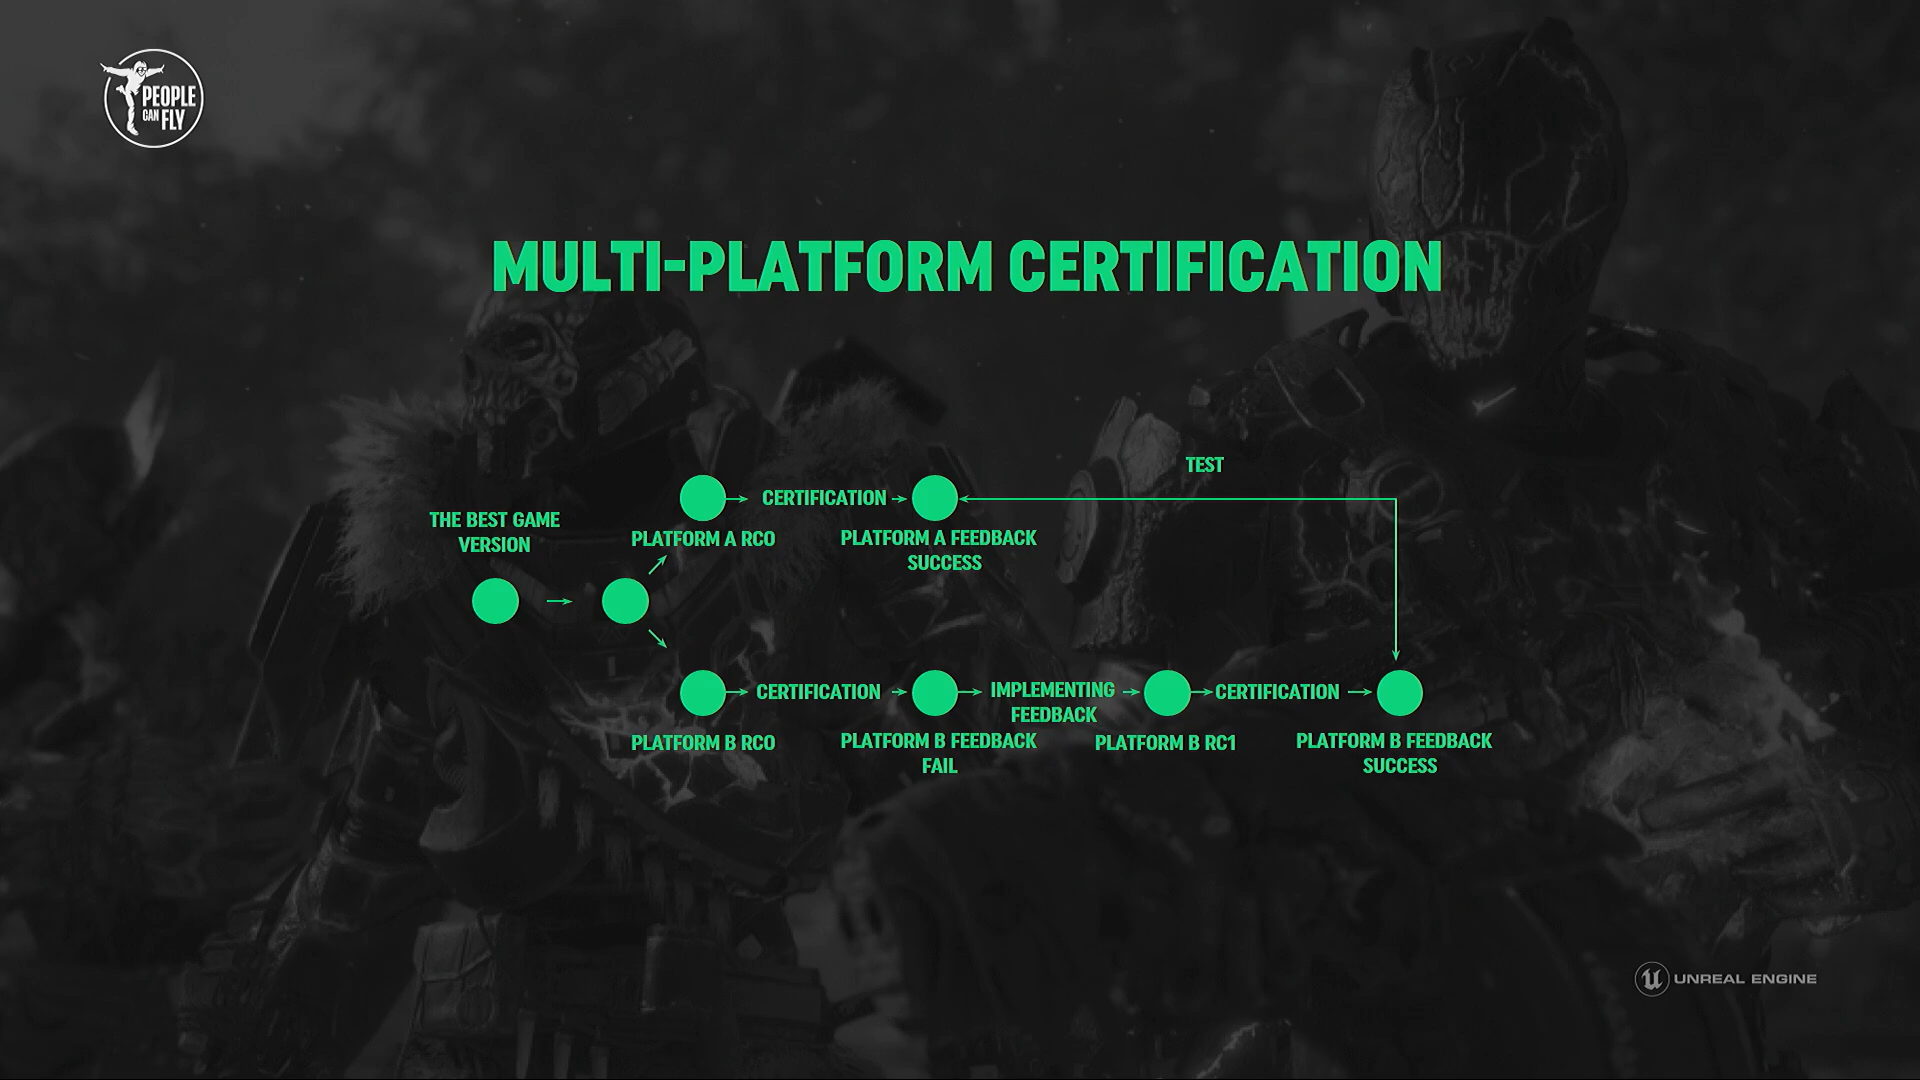 PEOPLE
CAN FLY
MULTI-PLATFORM CERTIFICATION
TEST
THE BEST GAME
VERSION
CERTIFICATION
PLATFORM A RC0
PLATFORM A FEEDBACK
SUCCESS
CERTIFICATION
IMPLEMENTING
FEEDBACK
CERTIFICATION
PLATFORM B RC0
PLATFORM B FEEDBACK
FAIL
PLATFORM B RC1
PLATFORM B FEEDBACK
SUCCESS
UNREAL ENGINE